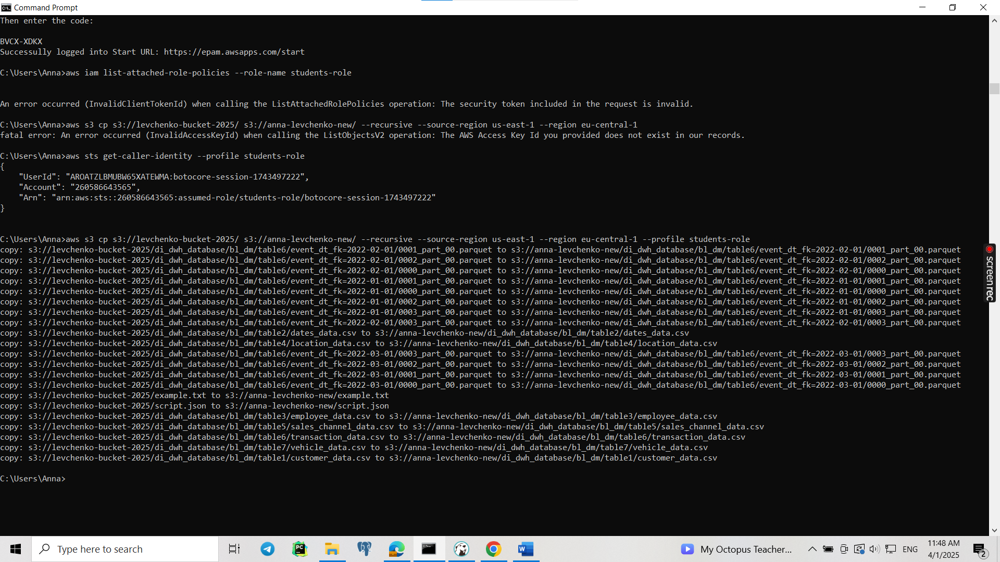 Command Prompt
Then enter the code:
BVCX-XDKX
Successully logged into Start URL: https://epam.awsapps.com/start
C:\Users\Anna>aws iam list-attached-role-policies --role-name students-role
An error occurred (InvalidClientTokenId) when calling the ListAttachedRolePolicies operation: The security token included in the request is invalid.
C:\Users\Anna>aws s3 cp s3://levchenko-bucket-2025/ s3://anna-levchenko-new/ --recursive --source-region us-east-1 --region eu-central-1
fatal error: An error occurred (InvalidAccessKeyId) when calling the ListObjectsV2 operation: The AWS Access Key Id you provided does not exist in our records.
C:\Users\Anna>aws sts get-caller-identity --profile students-role
{
"UserId": "AROATZLBMUBW65XATEWMA:botocore-session-1743497222",
"Account": "260586643565",
"Arn": "arn:aws:sts::260586643565:assumed-role/students-role/botocore-session-1743497222"
}
C:\Users\Anna>aws s3 cp s3://levchenko-bucket-2025/ s3://anna-levchenko-new/ --recursive --source-region us-east-1 --region eu-central-1 --profile students-role
copy: s3://levchenko-bucket-2025/di_dwh_database/bl_dm/table6/event_dt_fk=2022-02-01/0001_part_00.parquet to s3://anna-levchenko-new/di_dwh_database/bl_dm/table6/event_dt_fk=2022-02-01/0001_part_00.parquet
copy: s3://levchenko-bucket-2025/di_dwh_database/bl_dm/table6/event_dt_fk=2022-02-01/0002_part_00.parquet to s3://anna-levchenko-new/di_dwh_database/bl_dm/table6/event_dt_fk=2022-02-01/0002_part_00.parquet
copy: s3://levchenko-bucket-2025/di_dwh_database/bl_dm/table6/event_dt_fk=2022-02-01/0000_part_00.parquet to s3://anna-levchenko-new/di_dwh_database/bl_dm/table6/event_dt_fk=2022-02-01/0000_part_00.parquet
copy: s3://levchenko-bucket-2025/di_dwh_database/bl_dm/table6/event_dt_fk=2022-01-01/0001_part_00.parquet to s3://anna-levchenko-new/di_dwh_database/bl_dm/table6/event_dt_fk=2022-01-01/0001_part_00.parquet
copy: s3://levchenko-bucket-2025/di_dwh_database/bl_dm/table6/event_dt_fk=2022-01-01/0000_part_00.parquet to s3://anna-levchenko-new/di_dwh_database/bl_dm/table6/event_dt_fk=2022-01-01/0000_part_00.parquet
copy: s3://levchenko-bucket-2025/di_dwh_database/bl_dm/table6/event_dt_fk=2022-01-01/0002_part_00.parquet to s3://anna-levchenko-new/di_dwh_database/bl_dm/table6/event_dt_fk=2022-01-01/0002_part_00.parquet
copy: s3://levchenko-bucket-2025/di_dwh_database/bl_dm/table6/event_dt_fk=2022-01-01/0003_part_00.parquet to s3://anna-levchenko-new/di_dwh_database/bl_dm/table6/event_dt_fk=2022-01-01/0003_part_00.parquet
copy: s3://levchenko-bucket-2025/di_dwh_database/bl_dm/table6/event_dt_fk=2022-02-01/0003_part_00.parquet to s3://anna-levchenko-new/di_dwh_database/bl_dm/table6/event_dt_fk=2022-02-01/0003_part_00.parquet
copy: s3://levchenko-bucket-2025/di_dwh_database/bl_dm/table2/dates_data.csv to s3://anna-levchenko-new/di_dwh_database/bl_dm/table2/dates_data.csv
copy: s3://levchenko-bucket-2025/di_dwh_database/bl_dm/table4/location_data.csv to s3://anna-levchenko-new/di_dwh_database/bl_dm/table4/location_data.csv
copy: s3://levchenko-bucket-2025/di_dwh_database/bl_dm/table6/event_dt_fk=2022-03-01/0003_part_00.parquet to s3://anna-levchenko-new/di_dwh_database/bl_dm/table6/event_dt_fk=2022-03-01/0003_part_00.parquet
copy: s3://levchenko-bucket-2025/di_dwh_database/bl_dm/table6/event_dt_fk=2022-03-01/0002_part_00.parquet to s3://anna-levchenko-new/di_dwh_database/bl_dm/table6/event_dt_fk=2022-03-01/0002_part_00.parquet
copy: s3://levchenko-bucket-2025/di_dwh_database/bl_dm/table6/event_dt_fk=2022-03-01/0001_part_00.parquet to s3://anna-levchenko-new/di_dwh_database/bl_dm/table6/event_dt_fk=2022-03-01/0001_part_00.parquet
copy: s3://levchenko-bucket-2025/di_dwh_database/bl_dm/table6/event_dt_fk=2022-03-01/0000_part_00.parquet to s3://anna-levchenko-new/di_dwh_database/bl_dm/table6/event_dt_fk=2022-03-01/0000_part_00.parquet
copy: s3://levchenko-bucket-2025/example.txt to s3://anna-levchenko-new/example.txt
copy: s3://levchenko-bucket-2025/script.json to s3://anna-levchenko-new/script.json
copy: s3://levchenko-bucket-2025/di_dwh_database/bl_dm/table3/employee_data.csv to s3://anna-levchenko-new/di_dwh_database/bl_dm/table3/employee_data.csv
copy: s3://levchenko-bucket-2025/di_dwh_database/bl_dm/table5/sales_channel_data.csv to s3://anna-levchenko-new/di_dwh_database/bl_dm/table5/sales_channel_data.csv
copy: s3://levchenko-bucket-2025/di_dwh_database/bl_dm/table6/transaction_data.csv to s3://anna-levchenko-new/di_dwh_database/bl_dm/table6/transaction_data.csv
copy: s3://levchenko-bucket-2025/di_dwh_database/bl_dm/table7/vehicle_data.csv to s3://anna-levchenko-new/di_dwh_database/bl_dm/table7/vehicle_data.csv
copy: s3://levchenko-bucket-2025/di_dwh_database/bl_dm/table1/customer_data.csv to s3://anna-levchenko-new/di_dwh_database/bl_dm/table1/customer_data.csv
C:\Users\Anna>
screenrec
Type here to search
PC
W
My Octopus Teacher...
ENG
11:48 AM
4/1/2025
2